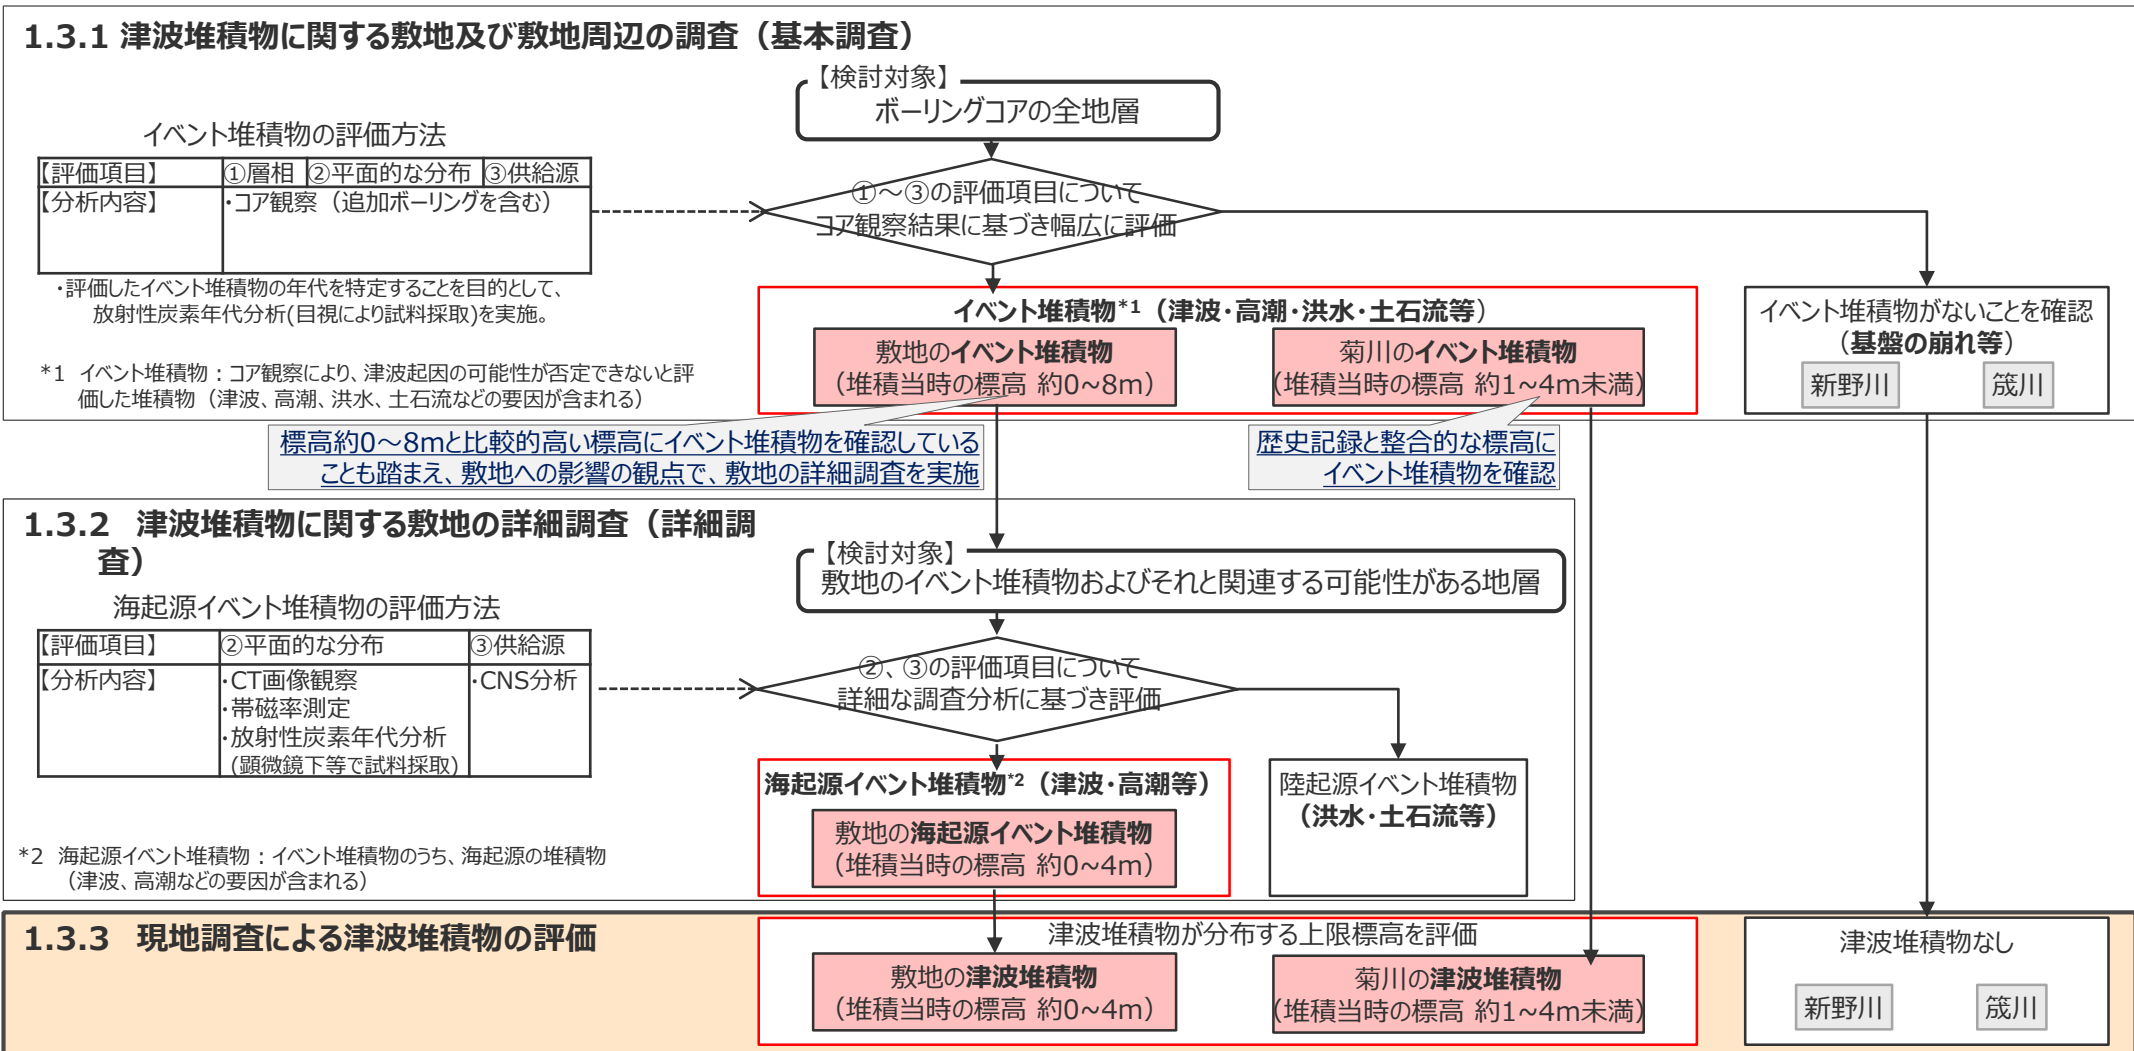 1.3.1 津波堆積物に関する敷地及び敷地周辺の調査（基本調査）
【検討対象】
ボーリングコアの全地層
イベント堆積物の評価方法
【評価項目】 ①層相 ②平面的な分布 ③供給源
【分析内容】 ・コア観察（追加ボーリングを含む）
①～③の評価項目について
コア観察結果に基づき幅広に評価
・評価したイベント堆積物の年代を特定することを目的として、
放射性炭素年代分析(目視により試料採取)を実施。
*1 イベント堆積物：コア観察により、津波起因の可能性が否定できないと評
価した堆積物（津波、高潮、洪水、土石流などの要因が含まれる）
イベント堆積物*1（津波・高潮・洪水・土石流等）
敷地のイベント堆積物
（堆積当時の標高 約0~8m）
菊川のイベント堆積物
（堆積当時の標高 約1~4m未満）
イベント堆積物がないことを確認
（基盤の崩れ等）
新野川 筬川
標高約0～8mと比較的高い標高にイベント堆積物を確認している
ことも踏まえ、敷地への影響の観点で、敷地の詳細調査を実施
歴史記録と整合的な標高に
イベント堆積物を確認
1.3.2 津波堆積物に関する敷地の詳細調査（詳細調
査）
【検討対象】
敷地のイベント堆積物およびそれと関連する可能性がある地層
海起源イベント堆積物の評価方法
【評価項目】 ②平面的な分布 ③供給源
【分析内容】 ・CT画像観察 ・CNS分析
・帯磁率測定
・放射性炭素年代分析
(顕微鏡下等で試料採取)
②、③の評価項目について
詳細な調査分析に基づき評価
海起源イベント堆積物*2（津波・高潮等）
敷地の海起源イベント堆積物
（堆積当時の標高 約0~4m）
陸起源イベント堆積物
（洪水・土石流等）
*2 海起源イベント堆積物：イベント堆積物のうち、海起源の堆積物
（津波、高潮などの要因が含まれる）
1.3.3 現地調査による津波堆積物の評価
津波堆積物が分布する上限標高を評価
敷地の津波堆積物
（堆積当時の標高 約0~4m）
菊川の津波堆積物
（堆積当時の標高 約1~4m未満）
津波堆積物なし
新野川 筬川